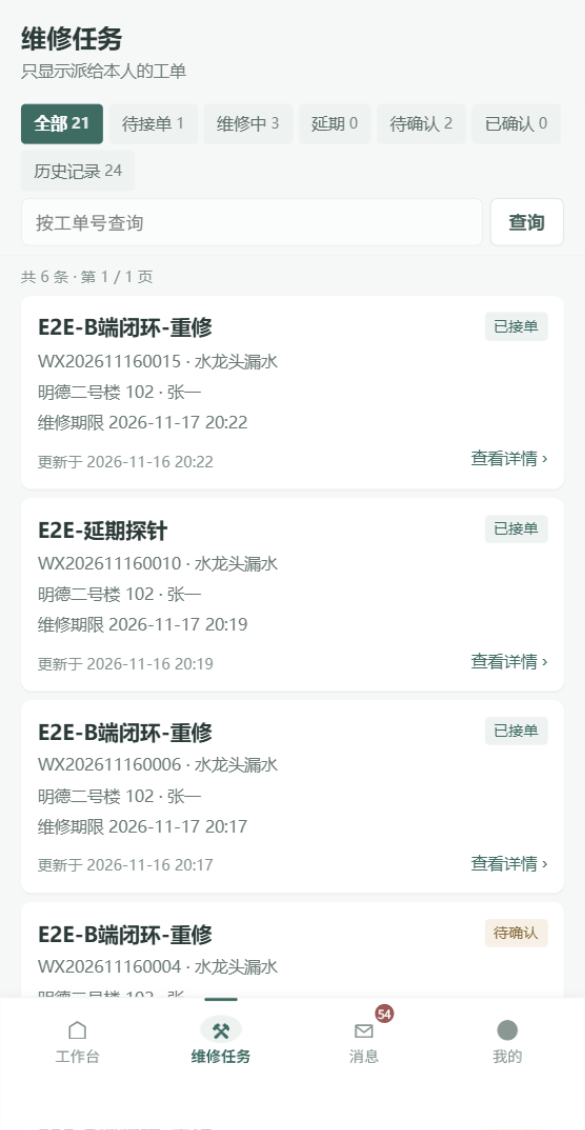 维修任务
只显示派给本人的工单
全部 21 待接单 1 维修中 3 延期 0 待确认 2 已确认 0
历史记录 24
按工单号查询 查询
共 6 条 · 第 1 / 1 页
E2E-B端闭环-重修 已接单
WX202611160015 · 水龙头漏水
明德二号楼 102 · 张一
维修期限 2026-11-17 20:22
更新于 2026-11-16 20:22 查看详情 ›
E2E-延期探针 已接单
WX202611160010 · 水龙头漏水
明德二号楼 102 · 张一
维修期限 2026-11-17 20:19
更新于 2026-11-16 20:19 查看详情 ›
E2E-B端闭环-重修 已接单
WX202611160006 · 水龙头漏水
明德二号楼 102 · 张一
维修期限 2026-11-17 20:17
更新于 2026-11-16 20:17 查看详情 ›
E2E-B端闭环-重修 待确认
WX202611160004 · 水龙头漏水
54
工作台 维修任务 消息 我的